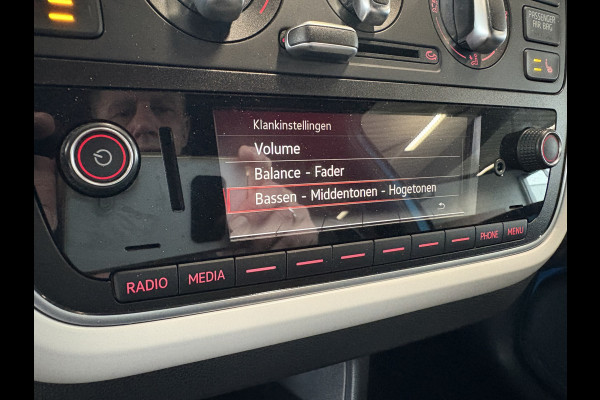 PASSENGER
AIR BAG
Klankinstellingen
Volume
Balance - Fader
Bassen - Middentonen - Hogetonen
RADIO MEDIA PHONE MENU